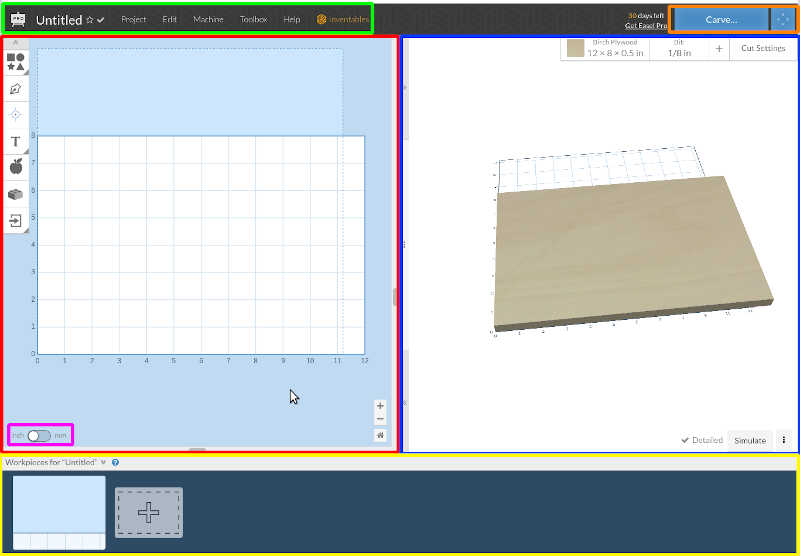 PRO Untitled Project Edit Machine Toolbox Help inventables
30 days left
Get Easel Pro
Carve...
Birch Plywood
12 × 8 × 0.5 in
Bit:
1/8 in
+
Cut Settings
T
8
7
6
5
4
3
2
1
0
0 1 2 3 4 5 6 7 8 9 10 11 12
+
−
inch mm
Detailed
Simulate
Workpieces for "Untitled" ?